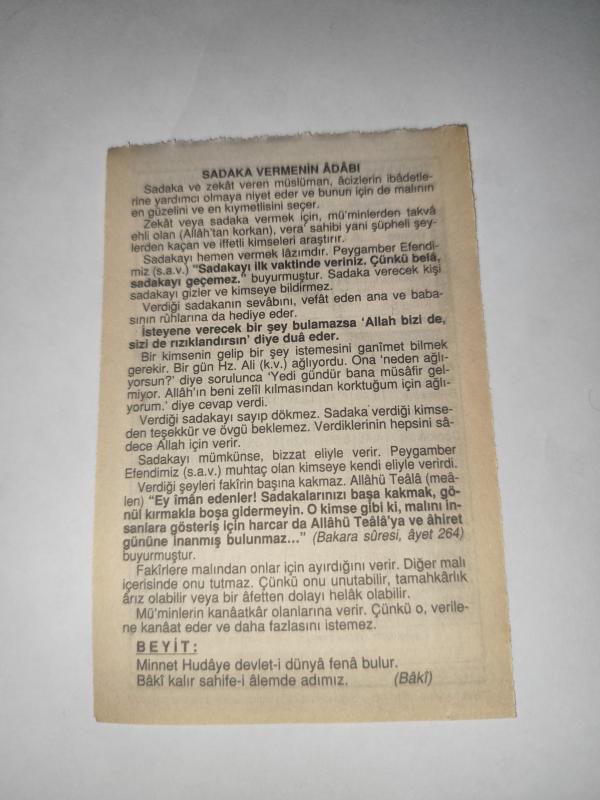 SADAKA VERMENİN ÂDÂBI
Sadaka ve zekât veren müslüman, âcizlerin ibâdetle-
rine yardımcı olmaya niyet eder ve bunun için de malının
en güzelini ve en kıymetlisini seçer.
Zekât veya sadaka vermek için, mü'minlerden takvâ
ehli olan (Allâh'tan korkan), vera' sahibi yani şüpheli şey-
lerden kaçan ve iffetli kimseleri araştırır.
Sadakayı hemen vermek lâzımdır. Peygamber Efendi-
miz (s.a.v.) "Sadakayı ilk vaktinde veriniz. Çünkü belâ,
sadakayı geçemez." buyurmuştur. Sadaka verecek kişi
sadakayı gizler ve kimseye bildirmez.
Verdiği sadakanın sevâbını, vefât eden ana ve baba-
sının rûhlarına da hediye eder.
İsteyene verecek bir şey bulamazsa 'Allah bizi de,
sizi de rızıklandırsın' diye duâ eder.
Bir kimsenin gelip bir şey istemesini ganîmet bilmek
gerekir. Bir gün Hz. Ali (k.v.) ağlıyordu. Ona 'neden ağlı-
yorsun?' diye sorulunca 'Yedi gündür bana müsâfir gel-
miyor. Allâh'ın beni zelîl kılmasından korktuğum için ağlı-
yorum.' diye cevap verdi.
Verdiği sadakayı sayıp dökmez. Sadaka verdiği kimse-
den teşekkür ve övgü beklemez. Verdiklerinin hepsini sâ-
dece Allah için verir.
Sadakayı mümkünse, bizzat eliyle verir. Peygamber
Efendimiz (s.a.v.) muhtaç olan kimseye kendi eliyle verirdi.
Verdiği şeyleri fakîrin başına kakmaz. Allâhü Teâlâ (meâ-
len) "Ey îmân edenler! Sadakalarınızı başa kakmak, gö-
nül kırmakla boşa gidermeyin. O kimse gibi ki, malını in-
sanlara gösteriş için harcar da Allâhü Teâlâ'ya ve âhiret
gününe inanmış bulunmaz..." (Bakara sûresi, âyet 264)
buyurmuştur.
Fakîrlere malından onlar için ayırdığını verir. Diğer malı
içerisinde onu tutmaz. Çünkü onu unutabilir, tamahkârlık
ârız olabilir veya bir âfetten dolayı helâk olabilir.
Mü'minlerin kanâatkâr olanlarına verir. Çünkü o, verile-
ne kanâat eder ve daha fazlasını istemez.
BEYİT:
Minnet Hudâye devlet-i dünyâ fenâ bulur.
Bâkî kalır sahife-i âlemde adımız. (Bâkî)